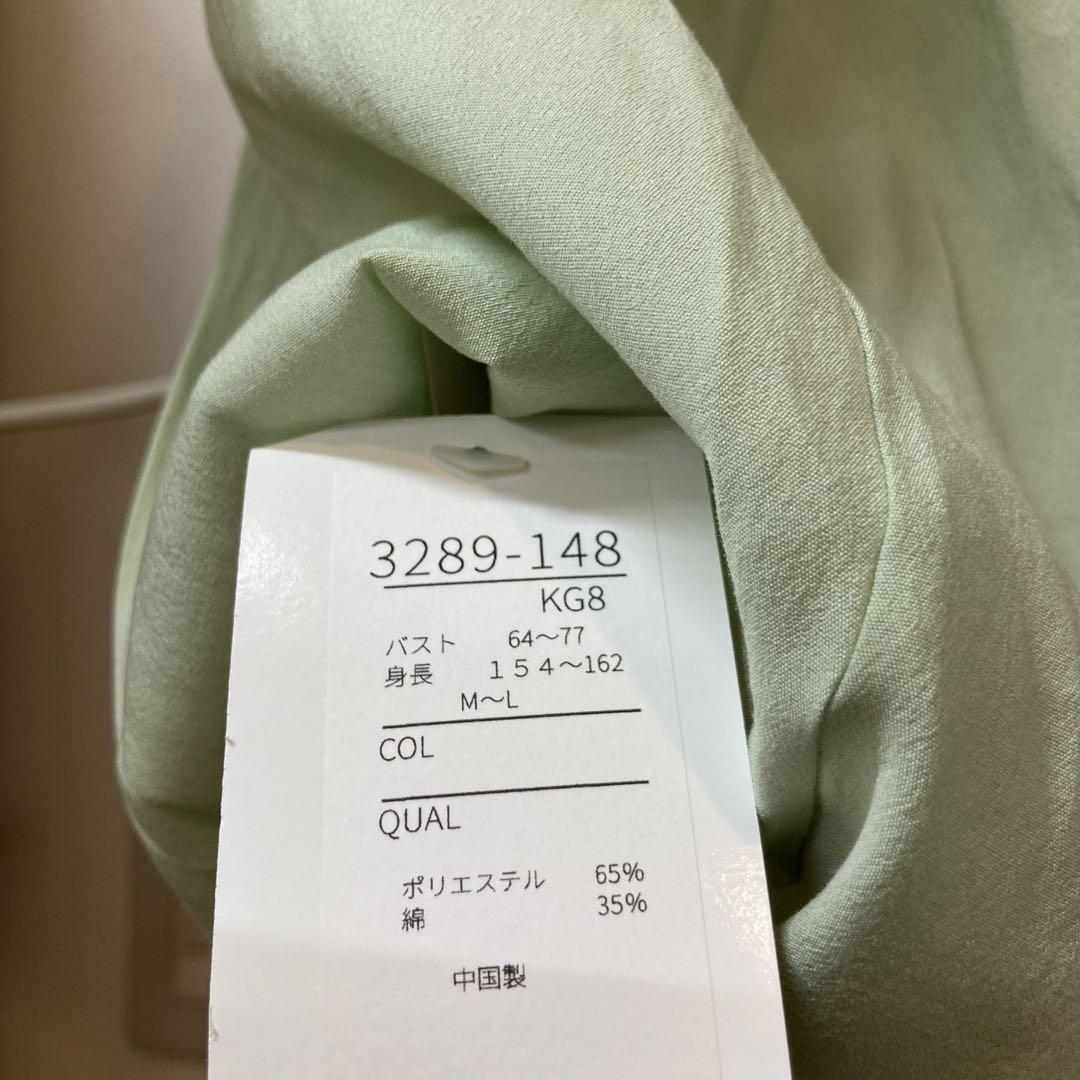 3289-148
KG8
バスト 64〜77
身長 １５４〜162
M〜L
COL
QUAL
ポリエステル 65%
綿 35%
中国製